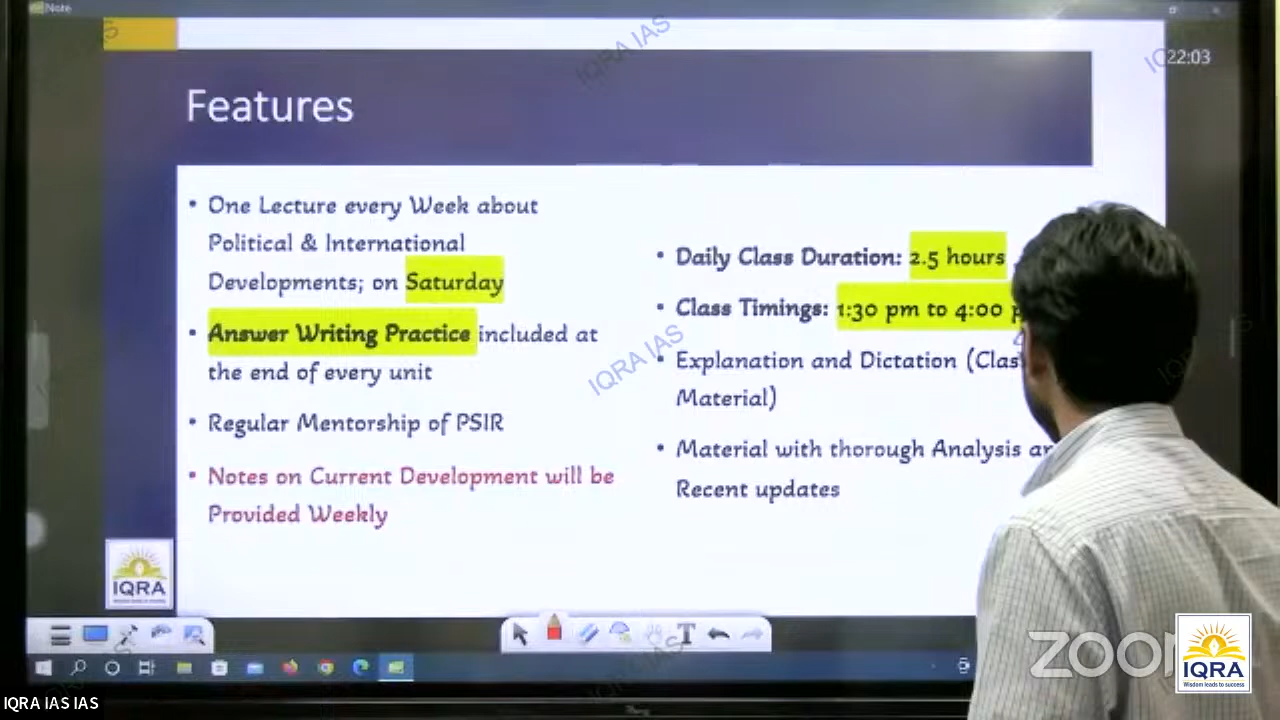 Note
22:03
Features
• One Lecture every Week about
Political & International
Developments; on Saturday
• Answer Writing Practice included at
the end of every unit
• Regular Mentorship of PSIR
• Notes on Current Development will be
Provided Weekly
• Daily Class Duration: 2.5 hours
• Class Timings: 1:30 pm to 4:00
• Explanation and Dictation
Material)
• Material with thorough Analysis
Recent updates
IQRA
IQRA IAS
IQRA IAS
T
ZOO
IQRA
Wisdom leads to success
IQRA IAS IAS